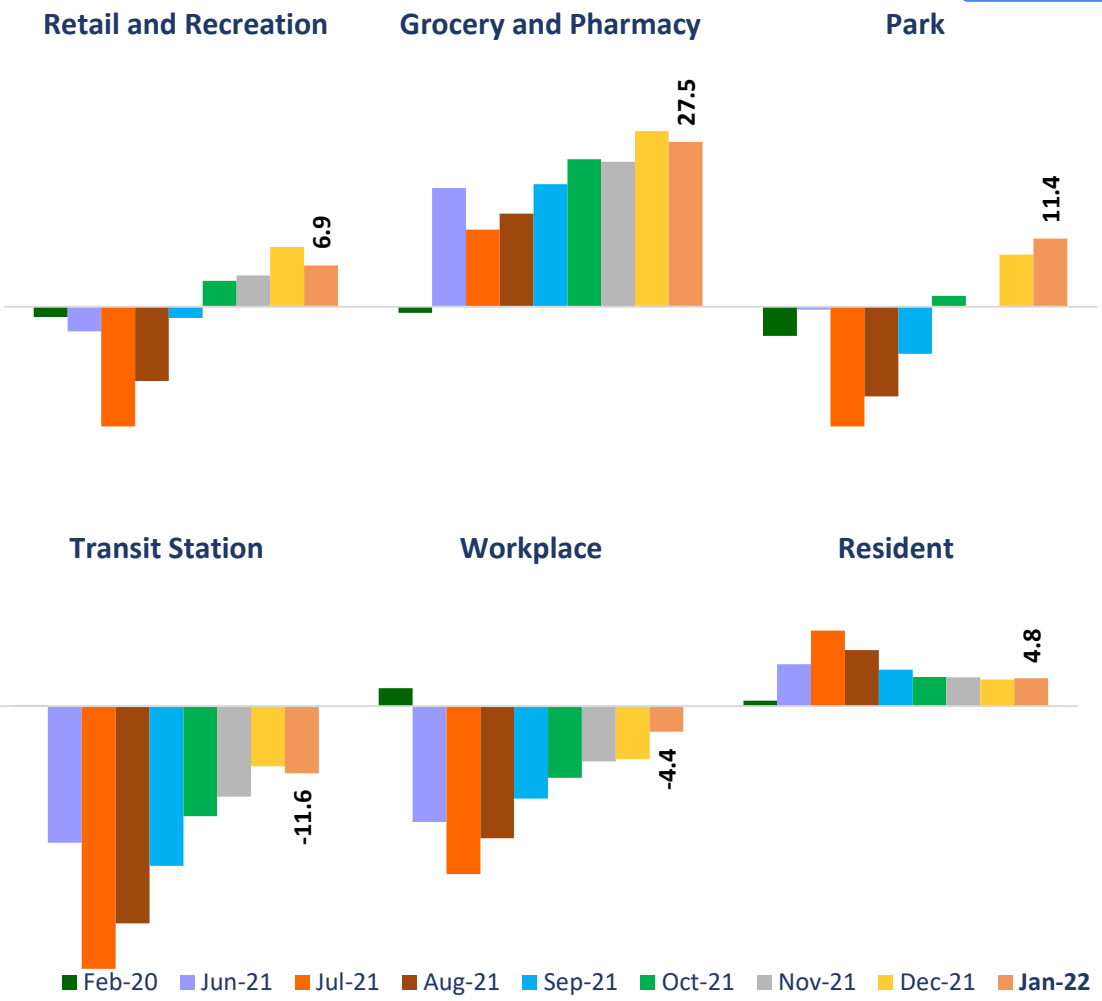 Retail and Recreation
Grocery and Pharmacy
Park
6.9
27.5
11.4
Transit Station
Workplace
Resident
-11.6
-4.4
4.8
Feb-20 Jun-21 Jul-21 Aug-21 Sep-21 Oct-21 Nov-21 Dec-21 Jan-22